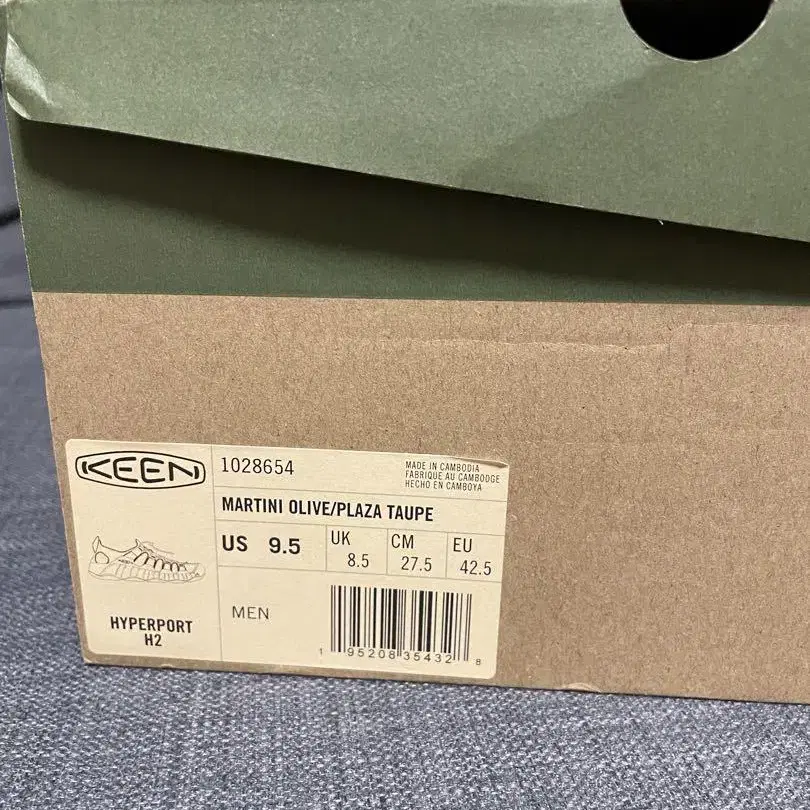 KEEN
1028654
MADE IN CAMBODIA
FABRIQUE AU CAMBODGE
HECHO EN CAMBOYA
MARTINI OLIVE/PLAZA TAUPE
US 9.5
UK 8.5
CM 27.5
EU 42.5
HYPERPORT
H2
MEN
1 95208 35432 8